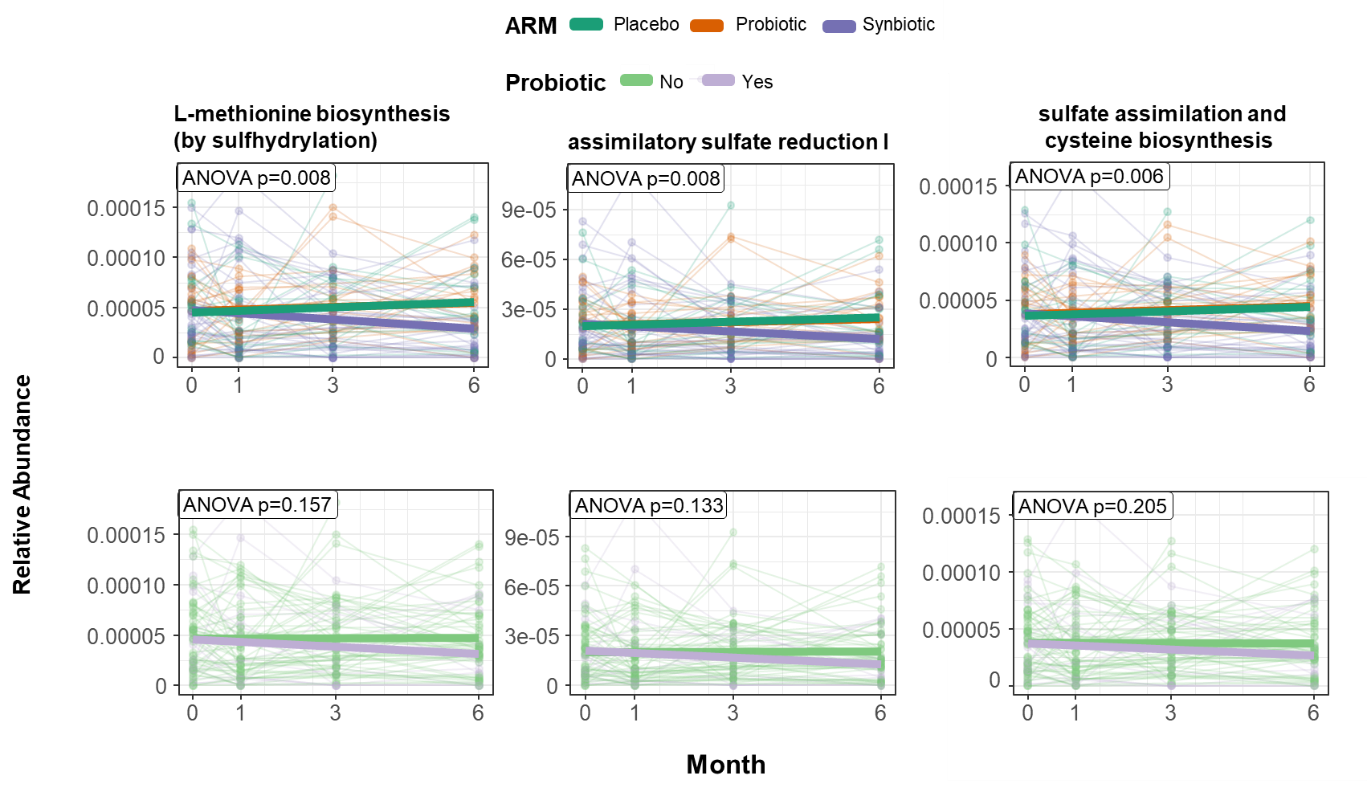 ARM Placebo Probiotic Synbiotic
Probiotic No Yes
L-methionine biosynthesis
(by sulfhydrylation)
assimilatory sulfate reduction I
sulfate assimilation and
cysteine biosynthesis
ANOVA p=0.008
0.00015
0.00010
0.00005
0
0 1 3 6
ANOVA p=0.008
9e-05
6e-05
3e-05
0
0 1 3 6
ANOVA p=0.006
0.00015
0.00010
0.00005
0
0 1 3 6
Relative Abundance
ANOVA p=0.157
0.00015
0.00010
0.00005
0
0 1 3 6
ANOVA p=0.133
9e-05
6e-05
3e-05
0
0 1 3 6
ANOVA p=0.205
0.00015
0.00010
0.00005
0
0 1 3 6
Month